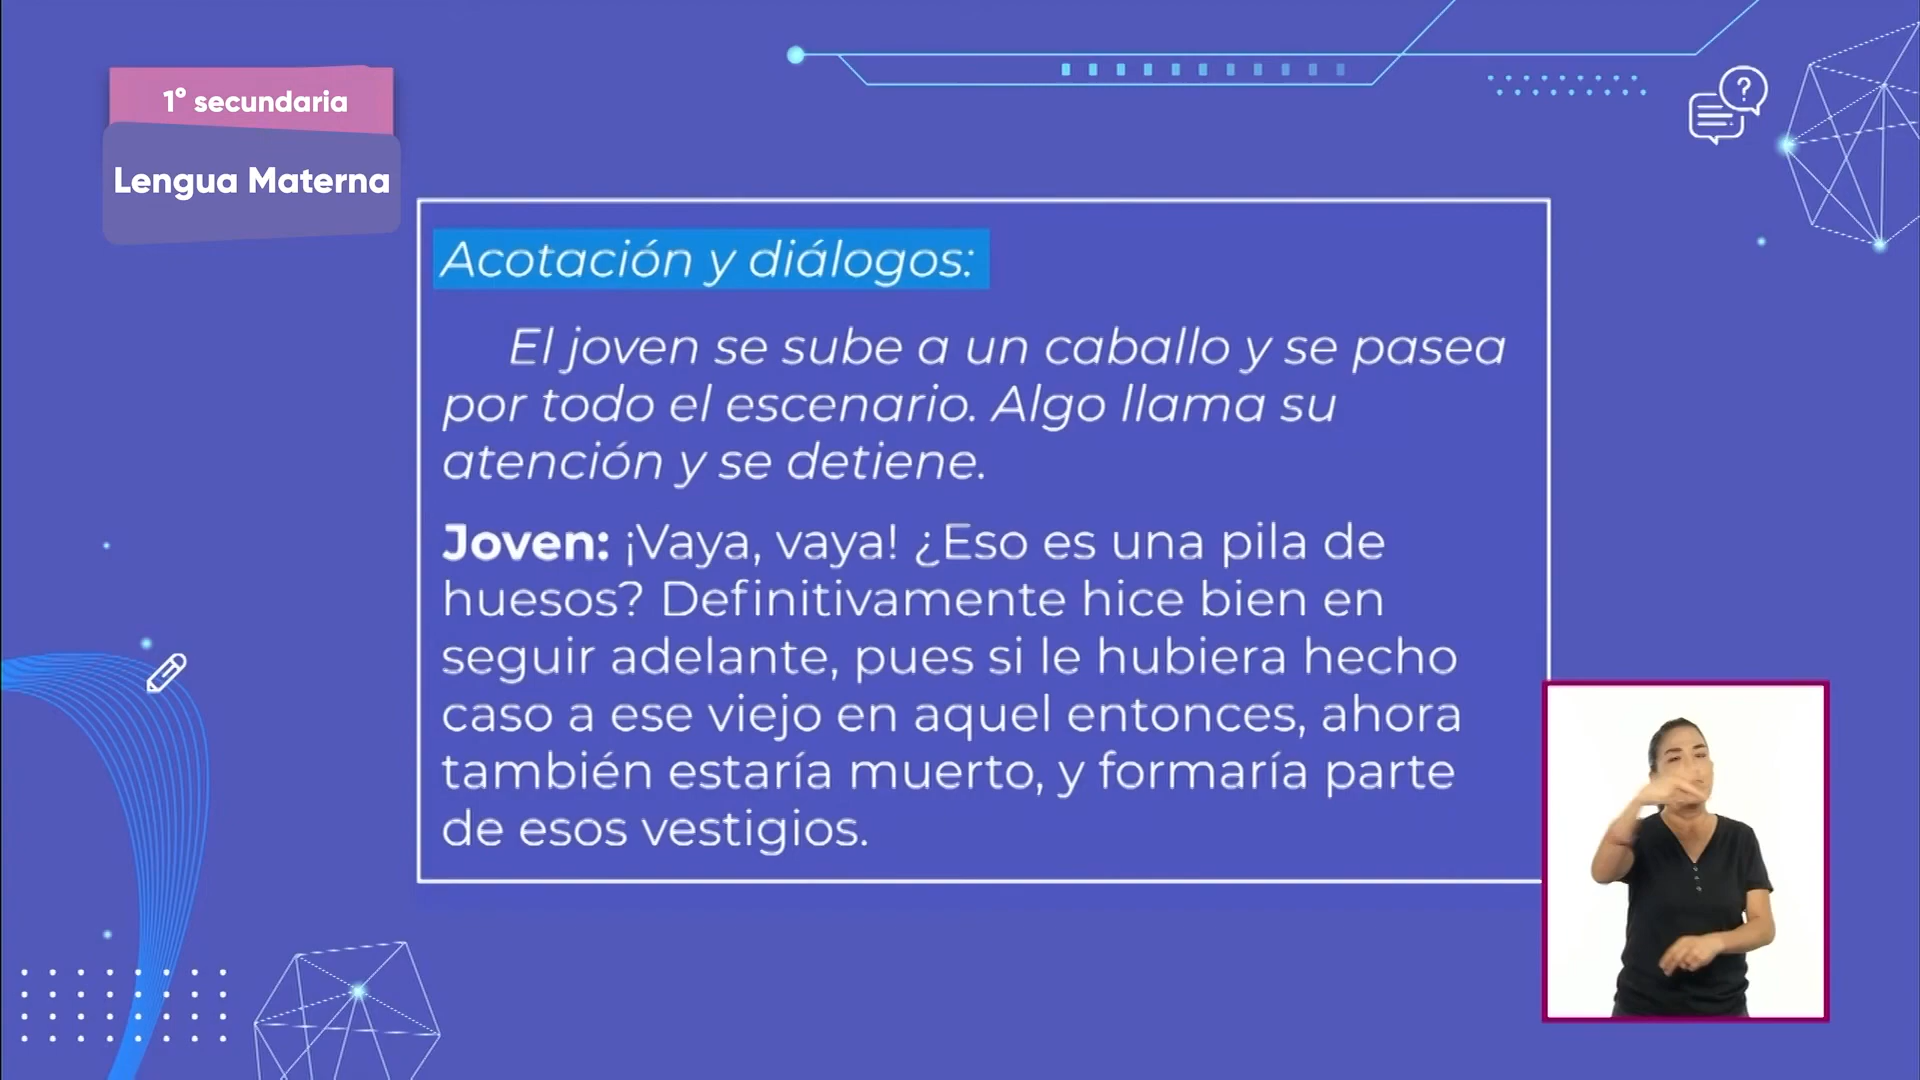 1° secundaria
Lengua Materna
Acotación y diálogos:
El joven se sube a un caballo y se pasea
por todo el escenario. Algo llama su
atención y se detiene.
Joven: ¡Vaya, vaya! ¿Eso es una pila de
huesos? Definitivamente hice bien en
seguir adelante, pues si le hubiera hecho
caso a ese viejo en aquel entonces, ahora
también estaría muerto, y formaría parte
de esos vestigios.